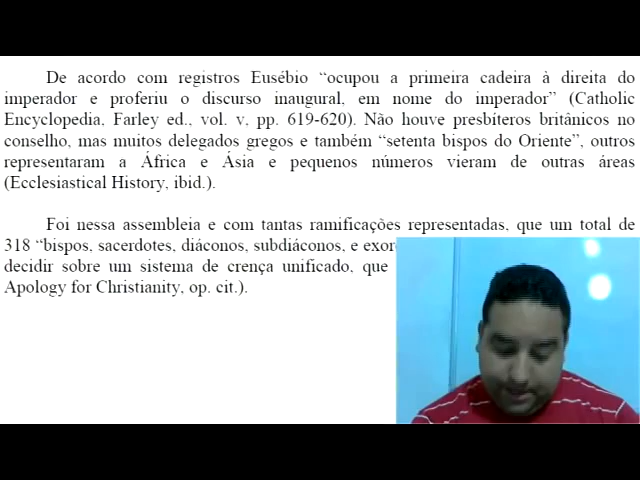 De acordo com registros Eusébio “ocupou a primeira cadeira à direita do
imperador e proferiu o discurso inaugural, em nome do imperador” (Catholic
Encyclopedia, Farley ed., vol. v, pp. 619-620). Não houve presbíteros britânicos no
conselho, mas muitos delegados gregos e também “setenta bispos do Oriente”, outros
representaram a África e Ásia e pequenos números vieram de outras áreas
(Ecclesiastical History, ibid.).
Foi nessa assembleia e com tantas ramificações representadas, que um total de
318 “bispos, sacerdotes, diáconos, subdiáconos, e
decidir sobre um sistema de crença unificado, que
Apology for Christianity, op. cit.).